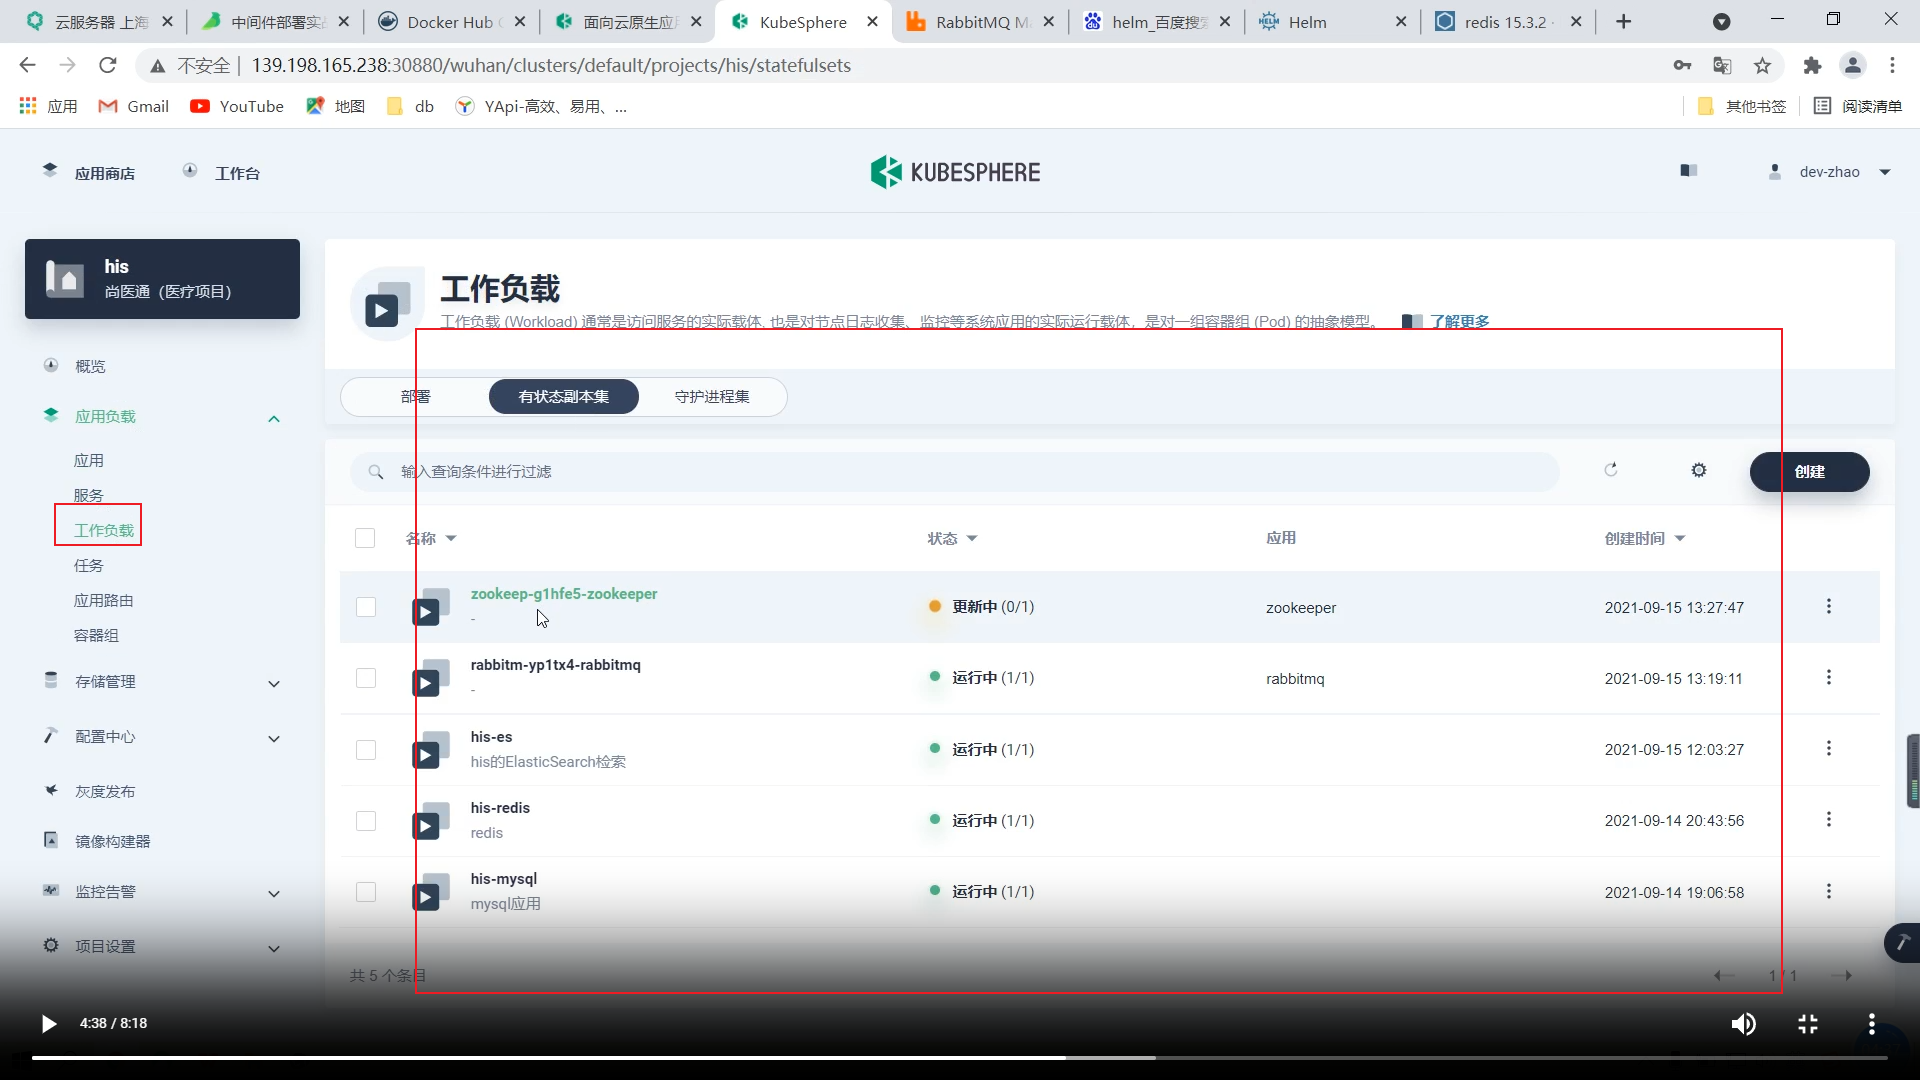 云服务器 上海
中间件部署实
Docker Hub
面向云原生应
KubeSphere
RabbitMQ M
helm_百度搜
Helm
redis 15.3.2
不安全
139.198.165.238:30880/wuhan/clusters/default/projects/his/statefulsets
应用
Gmail
YouTube
地图
db
YApi-高效、易用、...
其他书签
阅读清单
应用商店
工作台
KUBESPHERE
dev-zhao
his
尚医通（医疗项目）
工作负载
工作负载 (Workload) 通常是访问服务的实际载体, 也是对节点日志收集、监控等系统应用的实际运行载体，是对一组容器组 (Pod) 的抽象模型。
了解更多
概览
应用负载
应用
服务
工作负载
任务
应用路由
容器组
存储管理
配置中心
灰度发布
镜像构建器
监控告警
项目设置
部署
有状态副本集
守护进程集
输入查询条件进行过滤
创建
名称
状态
应用
创建时间
zookeep-g1hfe5-zookeeper
-
更新中 (0/1)
zookeeper
2021-09-15 13:27:47
rabbitm-yp1tx4-rabbitmq
-
运行中 (1/1)
rabbitmq
2021-09-15 13:19:11
his-es
his的ElasticSearch检索
运行中 (1/1)
2021-09-15 12:03:27
his-redis
redis
运行中 (1/1)
2021-09-14 20:43:56
his-mysql
mysql应用
运行中 (1/1)
2021-09-14 19:06:58
共 5 个条目
1 / 1
4:38 / 8:18